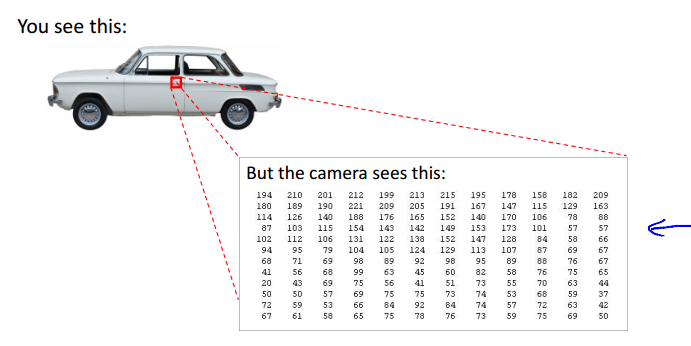 You see this:
But the camera sees this:
194 210 201 212 199 213 215 195 178 158 182 209
180 189 190 221 209 205 191 167 147 115 129 163
114 126 140 188 176 165 152 140 170 106 78 88
87 103 115 154 143 142 149 153 173 101 57 57
102 112 106 131 122 138 152 147 128 84 58 66
94 95 79 104 105 124 129 113 107 87 69 67
68 71 69 98 89 92 98 95 89 88 76 67
41 56 68 99 63 45 60 82 58 76 75 65
20 43 69 75 56 41 51 73 55 70 63 44
50 50 57 69 75 75 73 74 53 68 59 37
72 59 53 66 84 92 84 74 57 72 63 42
67 61 58 65 75 78 76 73 59 75 69 50